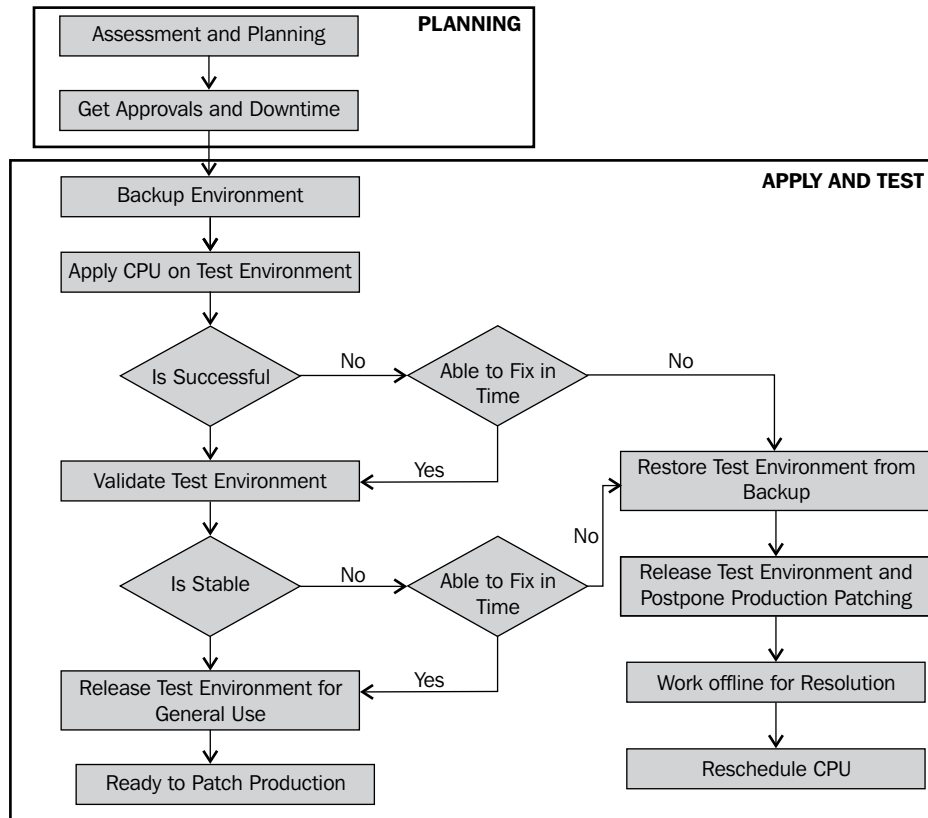 PLANNING
Assessment and Planning
Get Approvals and Downtime
APPLY AND TEST
Backup Environment
Apply CPU on Test Environment
Is Successful
No
Able to Fix in
Time
No
Yes
Validate Test Environment
Restore Test Environment from
Backup
Is Stable
No
Able to Fix in
Time
No
Release Test Environment and
Postpone Production Patching
Yes
Release Test Environment for
General Use
Work offline for Resolution
Ready to Patch Production
Reschedule CPU